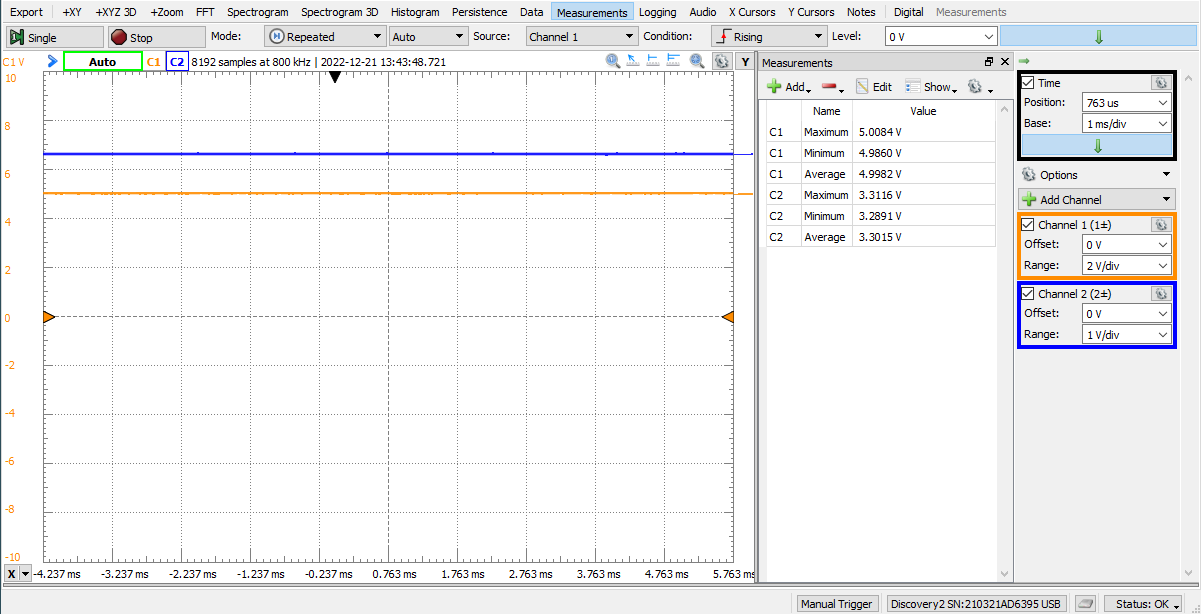 Export +XY +XYZ 3D +Zoom FFT Spectrogram Spectrogram 3D Histogram Persistence Data Measurements Logging Audio X Cursors Y Cursors Notes Digital Measurements
Single Stop Mode: Repeated Auto Source: Channel 1 Condition: Rising Level: 0 V
C1 V Auto C1 C2 8192 samples at 800 kHz | 2022-12-21 13:43:48.721 Y
10
8
6
4
2
0
-2
-4
-6
-8
-10
X -4.237 ms -3.237 ms -2.237 ms -1.237 ms -0.237 ms 0.763 ms 1.763 ms 2.763 ms 3.763 ms 4.763 ms 5.763 ms
Measurements
Add Edit Show
Name Value
C1 Maximum 5.0084 V
C1 Minimum 4.9860 V
C1 Average 4.9982 V
C2 Maximum 3.3116 V
C2 Minimum 3.2891 V
C2 Average 3.3015 V
Time
Position: 763 us
Base: 1 ms/div
Options
Add Channel
Channel 1 (1±)
Offset: 0 V
Range: 2 V/div
Channel 2 (2±)
Offset: 0 V
Range: 1 V/div
Manual Trigger Discovery2 SN:210321AD6395 USB Status: OK